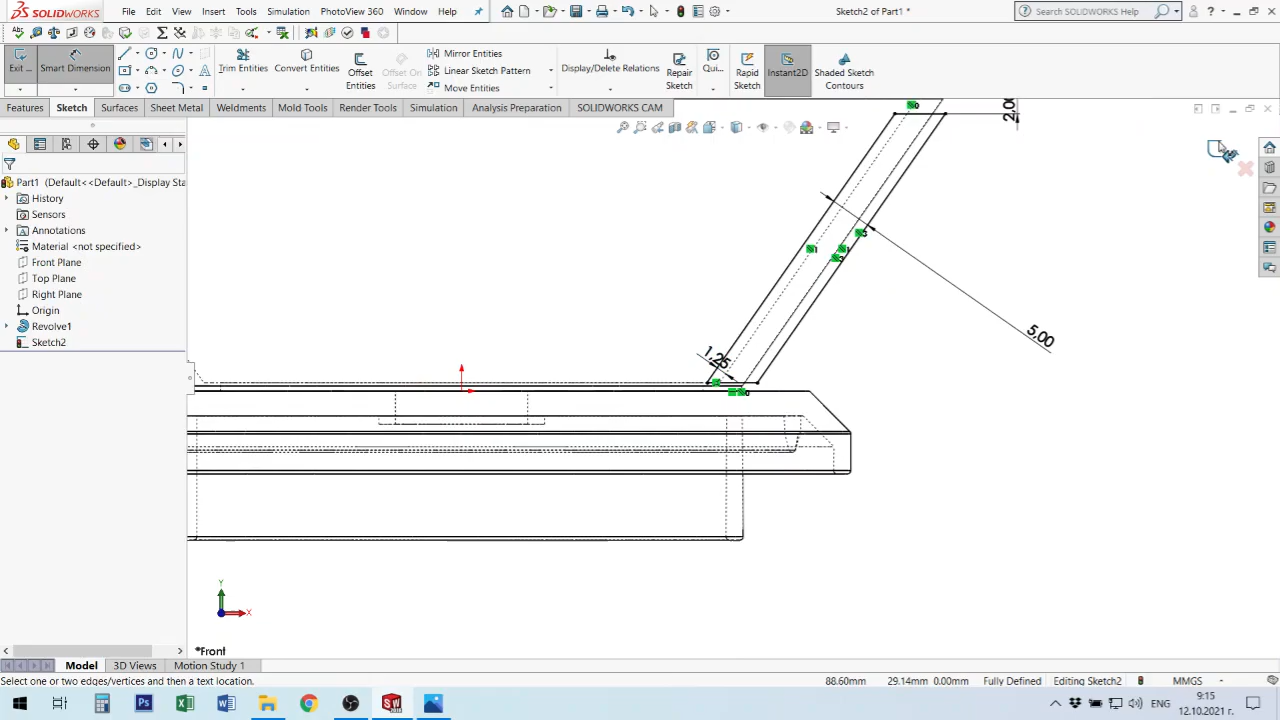 SOLIDWORKS
File
Edit
View
Insert
Tools
Simulation
PhotoView 360
Window
Help
Sketch2 of Part1 *
Search SOLIDWORKS Help
Exit ...
Smart Dimension
Trim Entities
Convert Entities
Offset Entities
Offset On Surface
Mirror Entities
Linear Sketch Pattern
Move Entities
Display/Delete Relations
Repair Sketch
Qui...
Rapid Sketch
Instant2D
Shaded Sketch Contours
Features
Sketch
Surfaces
Sheet Metal
Weldments
Mold Tools
Render Tools
Simulation
Analysis Preparation
SOLIDWORKS CAM
Part1 (Default<<Default>_Display Sta
History
Sensors
Annotations
Material <not specified>
Front Plane
Top Plane
Right Plane
Origin
Revolve1
Sketch2
2,00
5,00
1,25
Y
X
*Front
Model
3D Views
Motion Study 1
Select one or two edges/vertices and then a text location.
88.60mm
29.14mm
0.00mm
Fully Defined
Editing Sketch2
MMGS
ENG
9:15
12.10.2021 г.